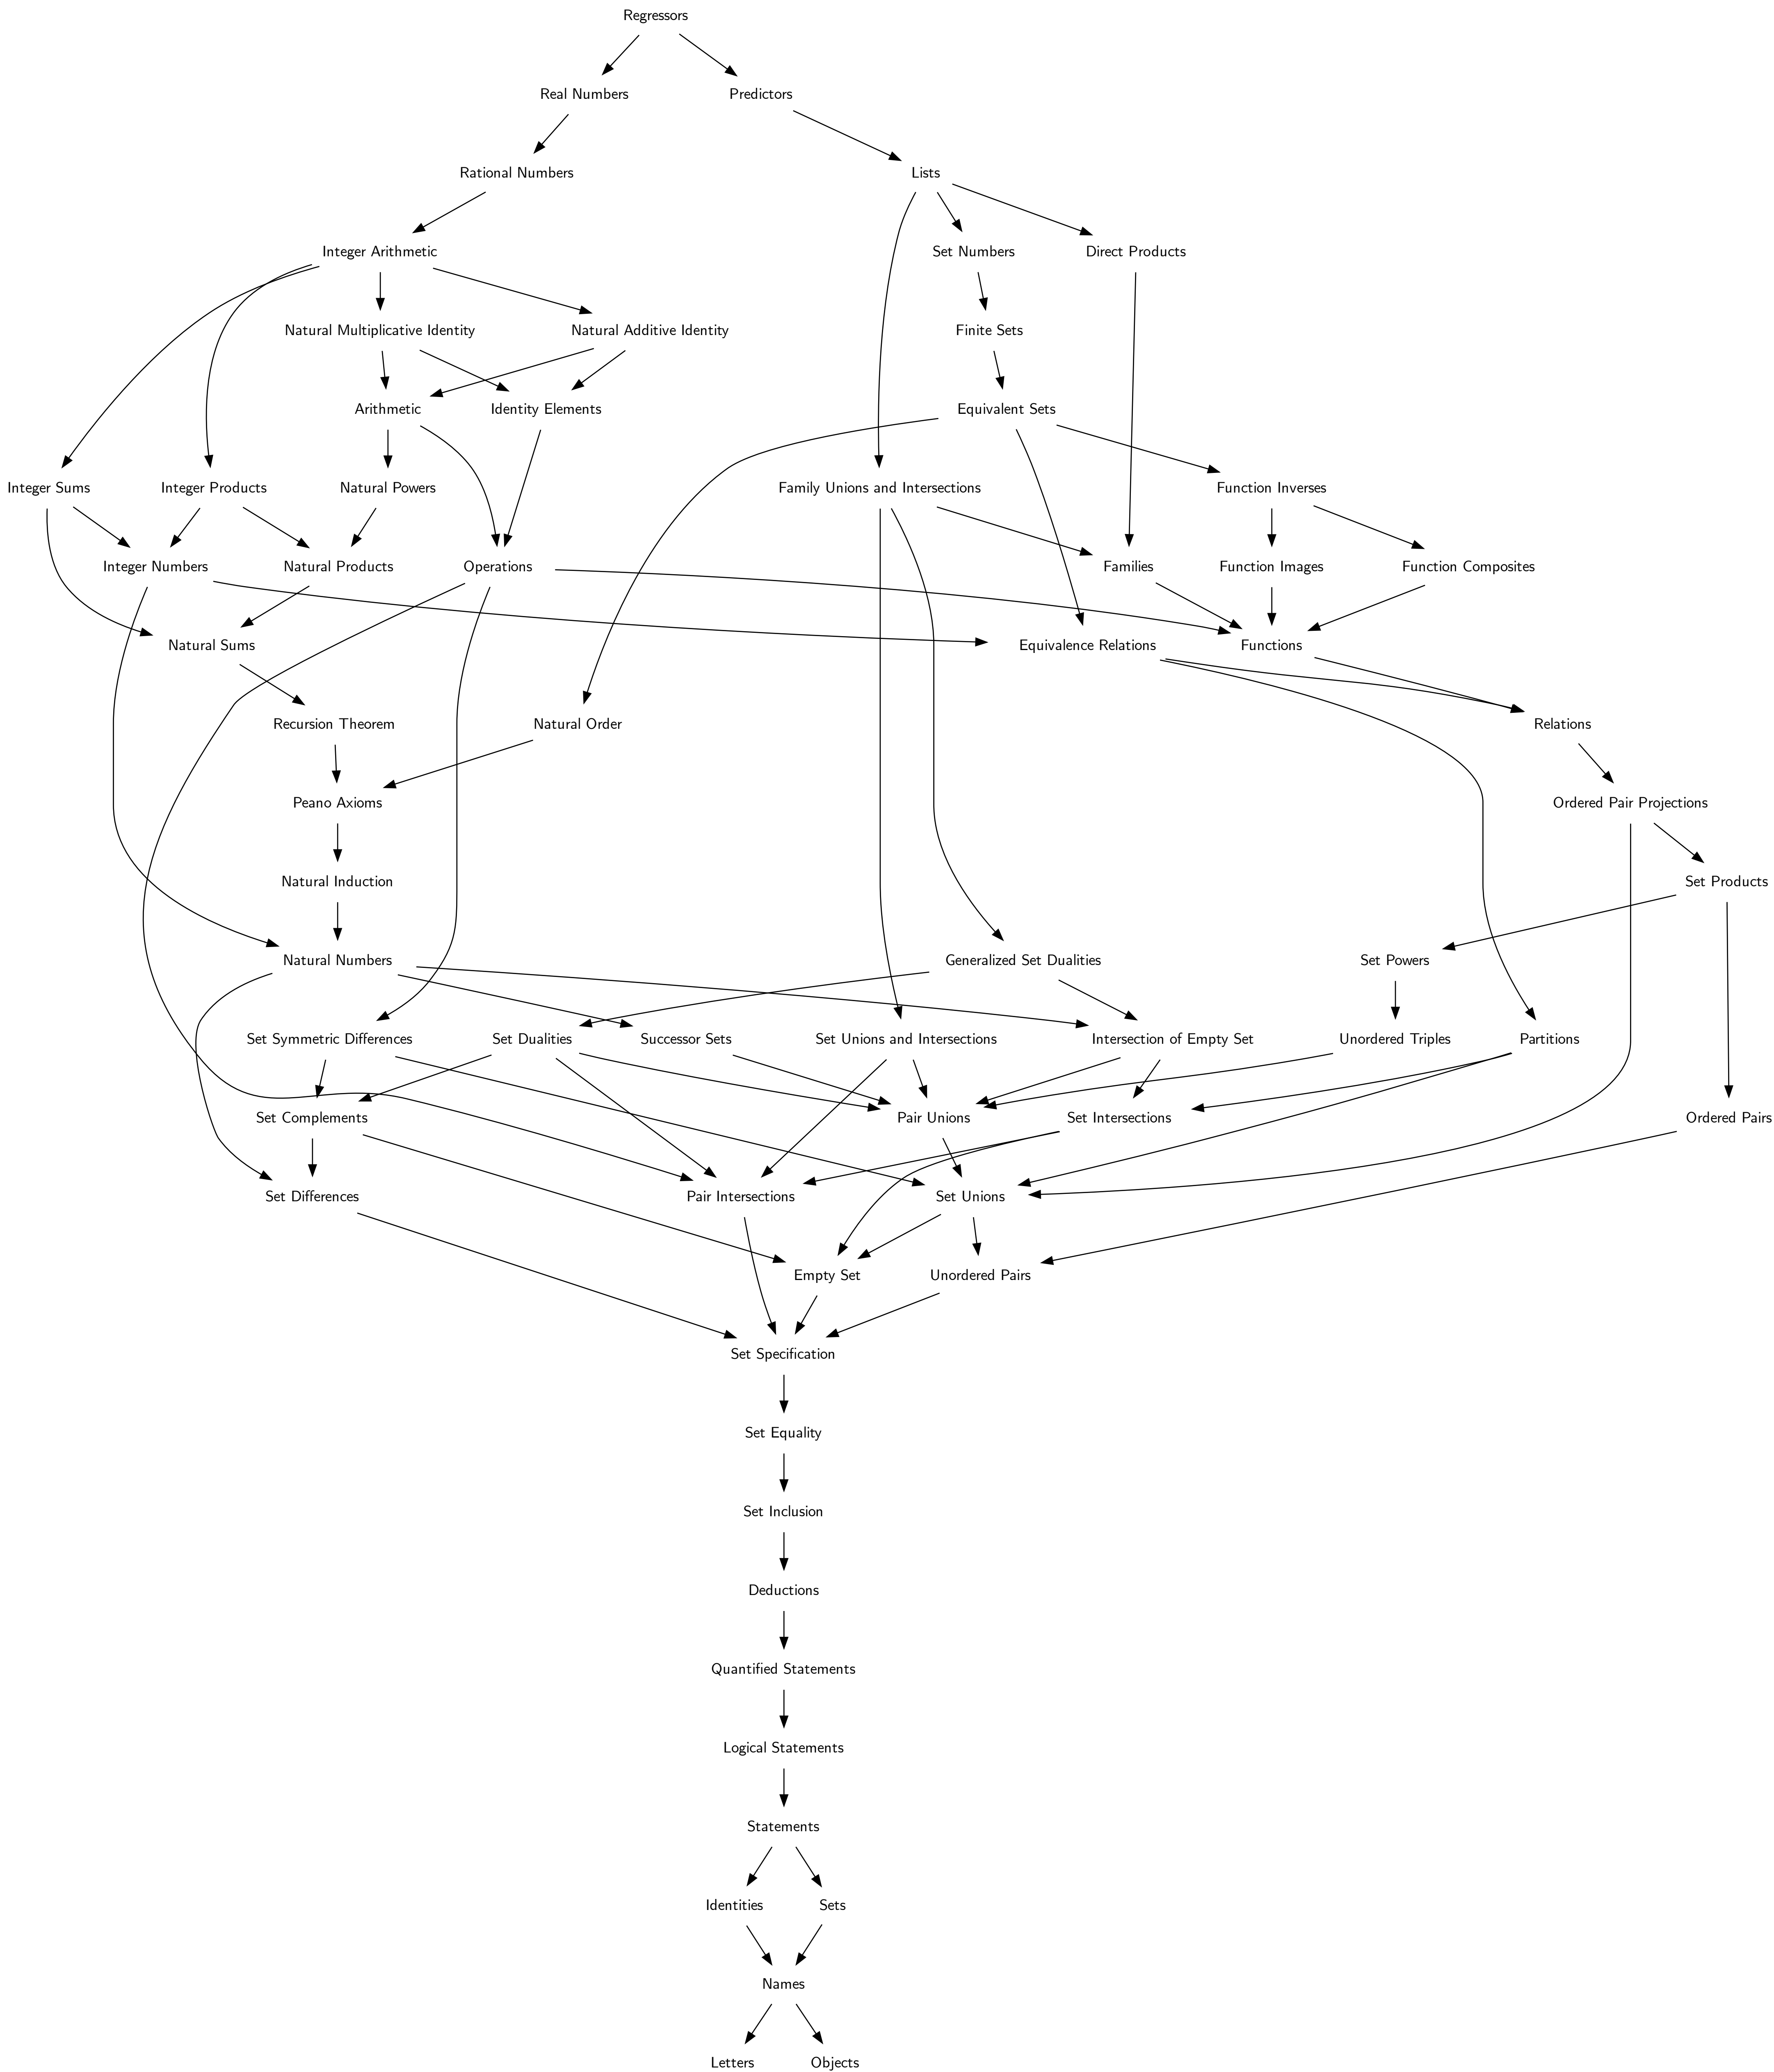 Regressors
Real Numbers
Predictors
Rational Numbers
Lists
Integer Arithmetic
Set Numbers
Direct Products
Natural Multiplicative Identity
Natural Additive Identity
Finite Sets
Arithmetic
Identity Elements
Equivalent Sets
Integer Sums
Integer Products
Natural Powers
Family Unions and Intersections
Function Inverses
Integer Numbers
Natural Products
Operations
Families
Function Images
Function Composites
Natural Sums
Equivalence Relations
Functions
Recursion Theorem
Natural Order
Relations
Peano Axioms
Ordered Pair Projections
Natural Induction
Set Products
Natural Numbers
Generalized Set Dualities
Set Powers
Set Symmetric Differences
Set Dualities
Successor Sets
Set Unions and Intersections
Intersection of Empty Set
Unordered Triples
Partitions
Set Complements
Pair Unions
Set Intersections
Ordered Pairs
Set Differences
Pair Intersections
Set Unions
Empty Set
Unordered Pairs
Set Specification
Set Equality
Set Inclusion
Deductions
Quantified Statements
Logical Statements
Statements
Identities
Sets
Names
Letters
Objects